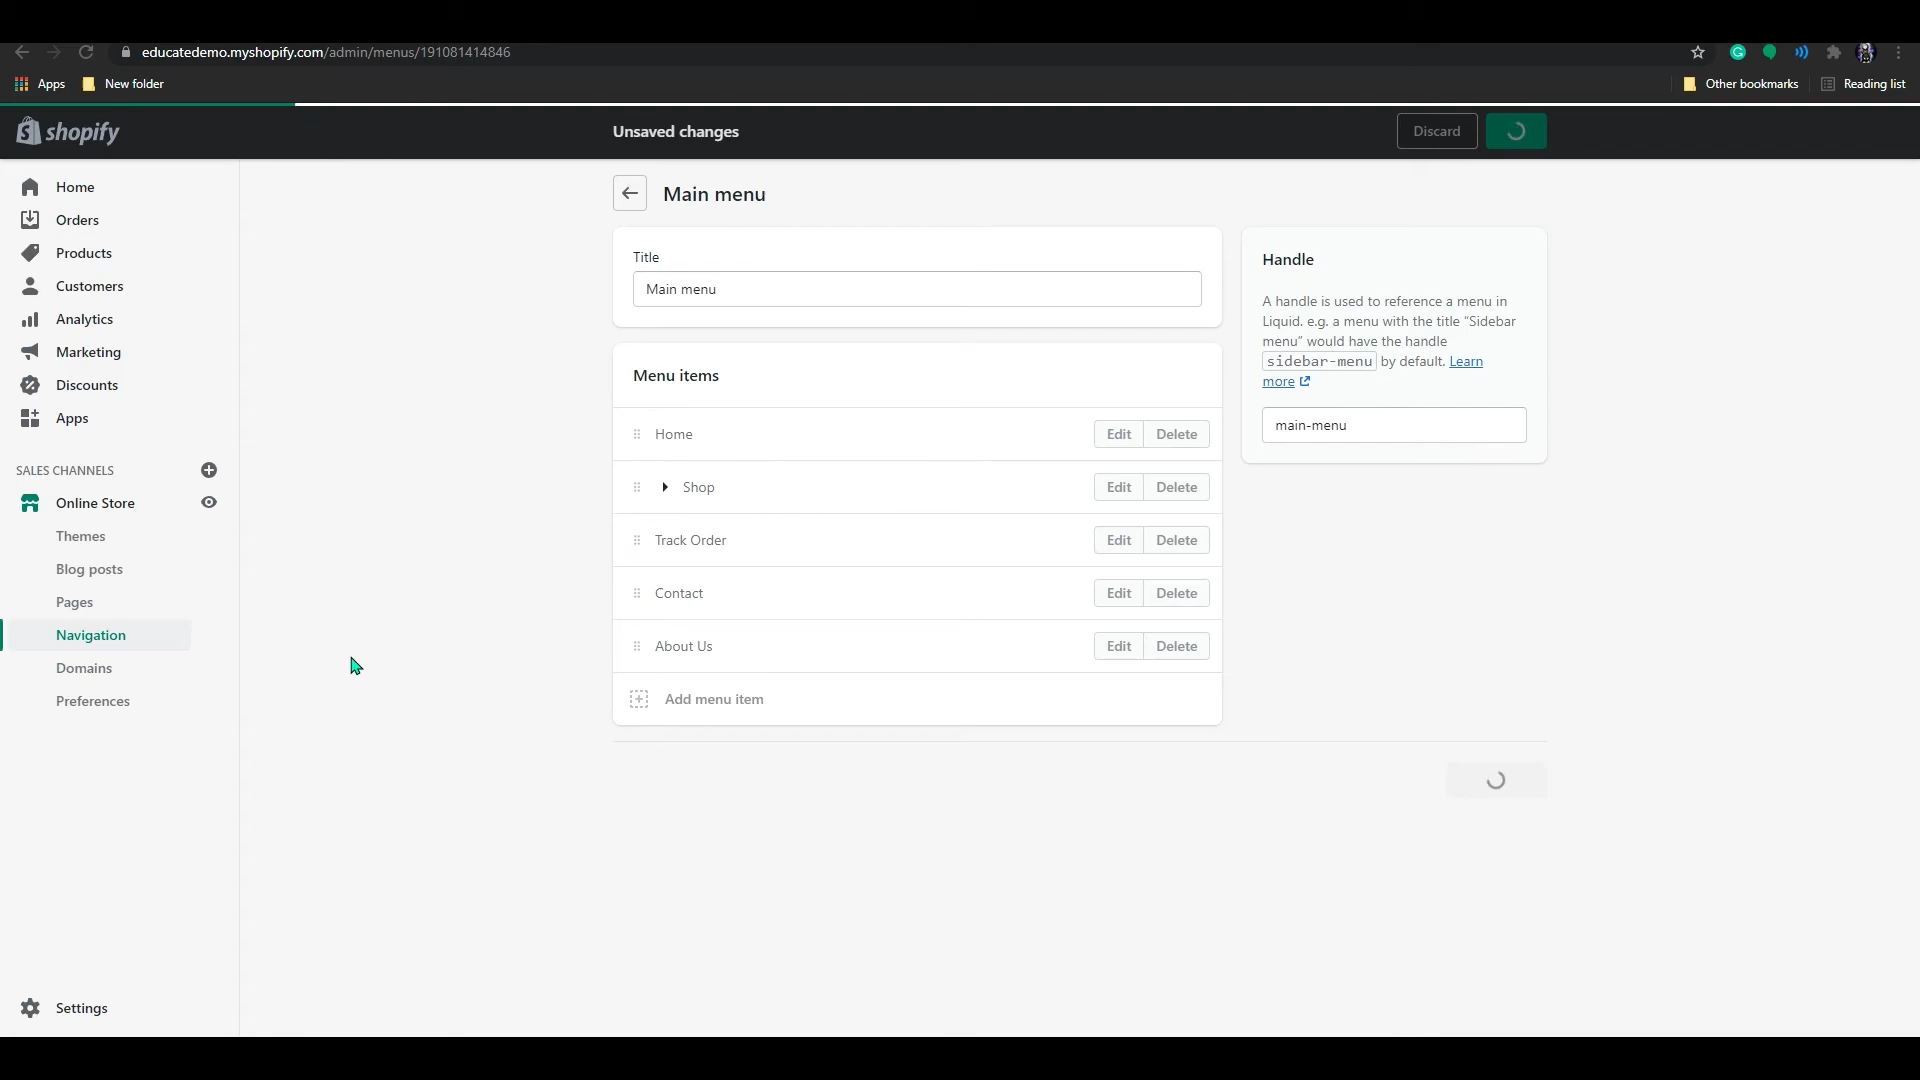 educatedemo.myshopify.com/admin/menus/191081414846
Apps
New folder
Other bookmarks
Reading list
shopify
Unsaved changes
Discard
Home
Orders
Products
Customers
Analytics
Marketing
Discounts
Apps
SALES CHANNELS
Online Store
Themes
Blog posts
Pages
Navigation
Domains
Preferences
Settings
Main menu
Title
Main menu
Menu items
Home Edit Delete
Shop Edit Delete
Track Order Edit Delete
Contact Edit Delete
About Us Edit Delete
Add menu item
Handle
A handle is used to reference a menu in
Liquid. e.g. a menu with the title “Sidebar
menu” would have the handle
sidebar-menu by default. Learn
more
main-menu